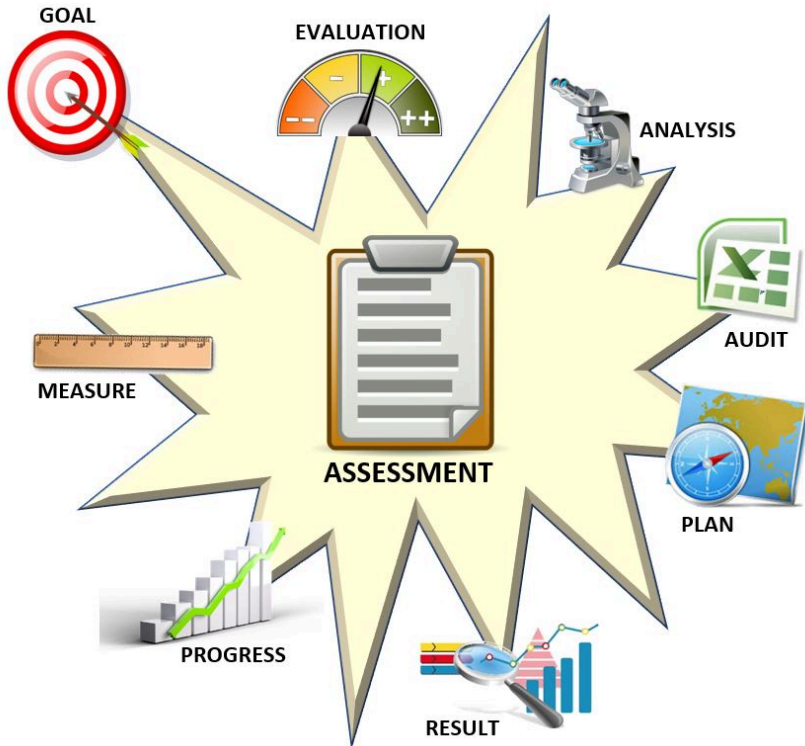 GOAL
EVALUATION
-- - + ++
ANALYSIS
X
AUDIT
MEASURE
ASSESSMENT
PLAN
PROGRESS
RESULT